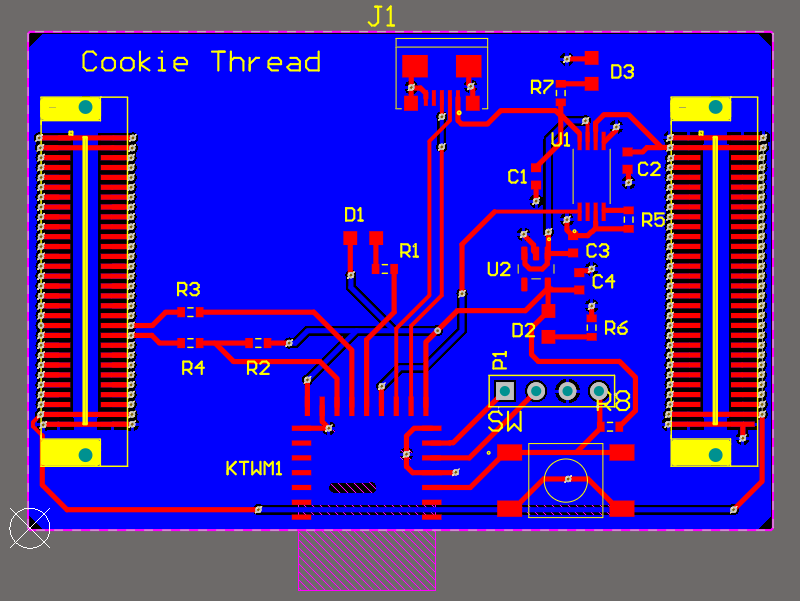 J1
Cookie Thread
D3
R7
U1
C1
C2
D1
R5
R1
C3
U2
C4
R3
D2
R6
R4
R2
P1
R8
SW
KTWM1